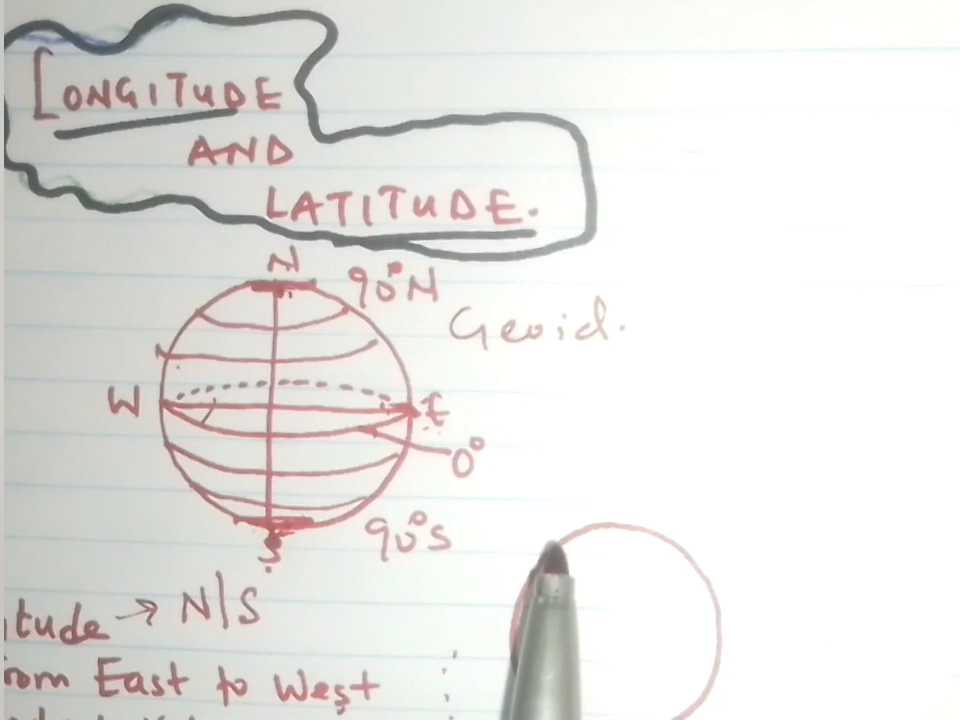 LONGITUDE
AND
LATITUDE.
N
90°N
Geoid.
W
E
0°
90°S
S
itude → N/S
rom East to West